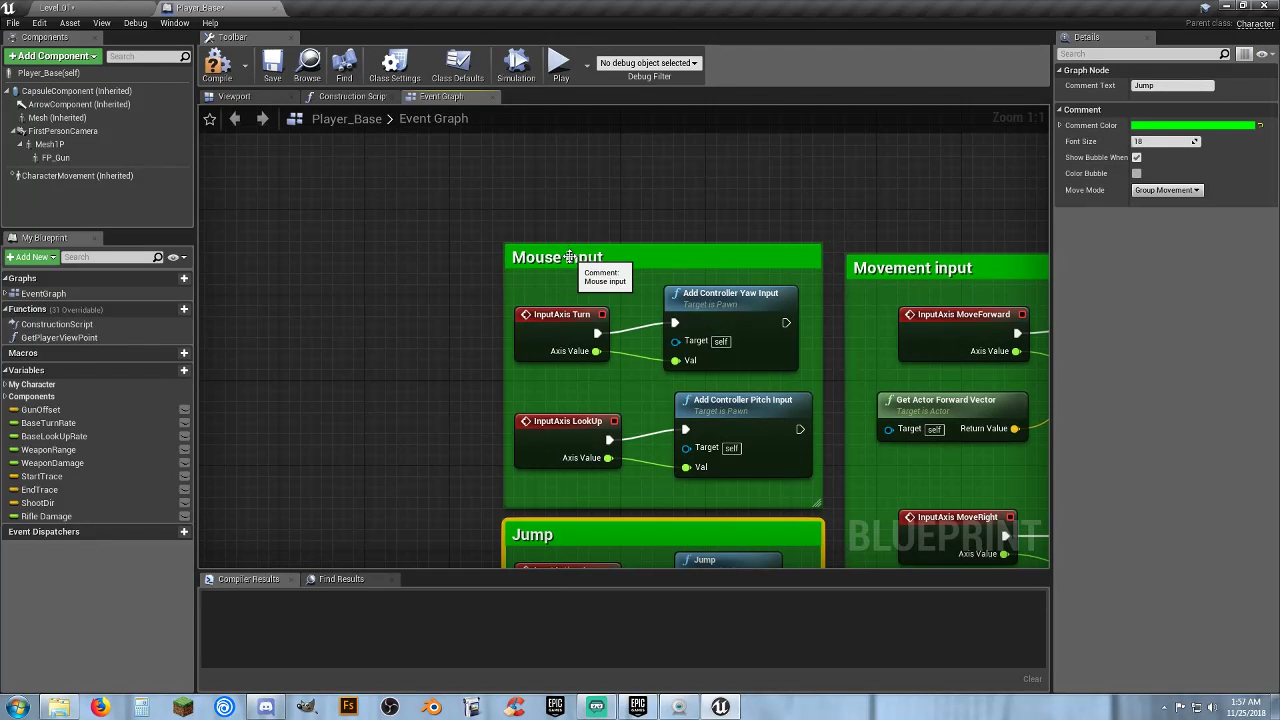 Level.01*
Player_Base*
File Edit Asset View Debug Window Help
Parent class: Character
Components
Toolbar
Details
+ Add Component
Search
Player_Base(self)
CapsuleComponent (Inherited)
ArrowComponent (Inherited)
Mesh (Inherited)
FirstPersonCamera
Mesh1P
FP_Gun
CharacterMovement (Inherited)
Compile
Save
Browse
Find
Class Settings
Class Defaults
Simulation
Play
No debug object selected
Debug Filter
Viewport
Construction Scrip
Event Graph
Player_Base > Event Graph
Zoom 1:1
My Blueprint
+ Add New
Search
Graphs
EventGraph
Functions (31 Overridable)
ConstructionScript
GetPlayerViewPoint
Macros
Variables
My Character
Components
GunOffset
BaseTurnRate
BaseLookUpRate
WeaponRange
WeaponDamage
StartTrace
EndTrace
ShootDir
Rifle Damage
Event Dispatchers
Mouse input
Comment:
Mouse input
InputAxis Turn
Axis Value
Add Controller Yaw Input
Target is Pawn
Target self
Val
InputAxis LookUp
Axis Value
Add Controller Pitch Input
Target is Pawn
Target self
Val
Jump
Jump
Movement input
InputAxis MoveForward
Axis Value
Get Actor Forward Vector
Target is Actor
Target self Return Value
InputAxis MoveRight
Axis Value
BLUEPRINT
Search
Graph Node
Comment Text Jump
Comment
Comment Color
Font Size 18
Show Bubble When
Color Bubble
Move Mode Group Movement
Compiler Results
Find Results
Clear
Fs
EPIC GAMES
EPIC GAMES
1:57 AM
11/25/2018